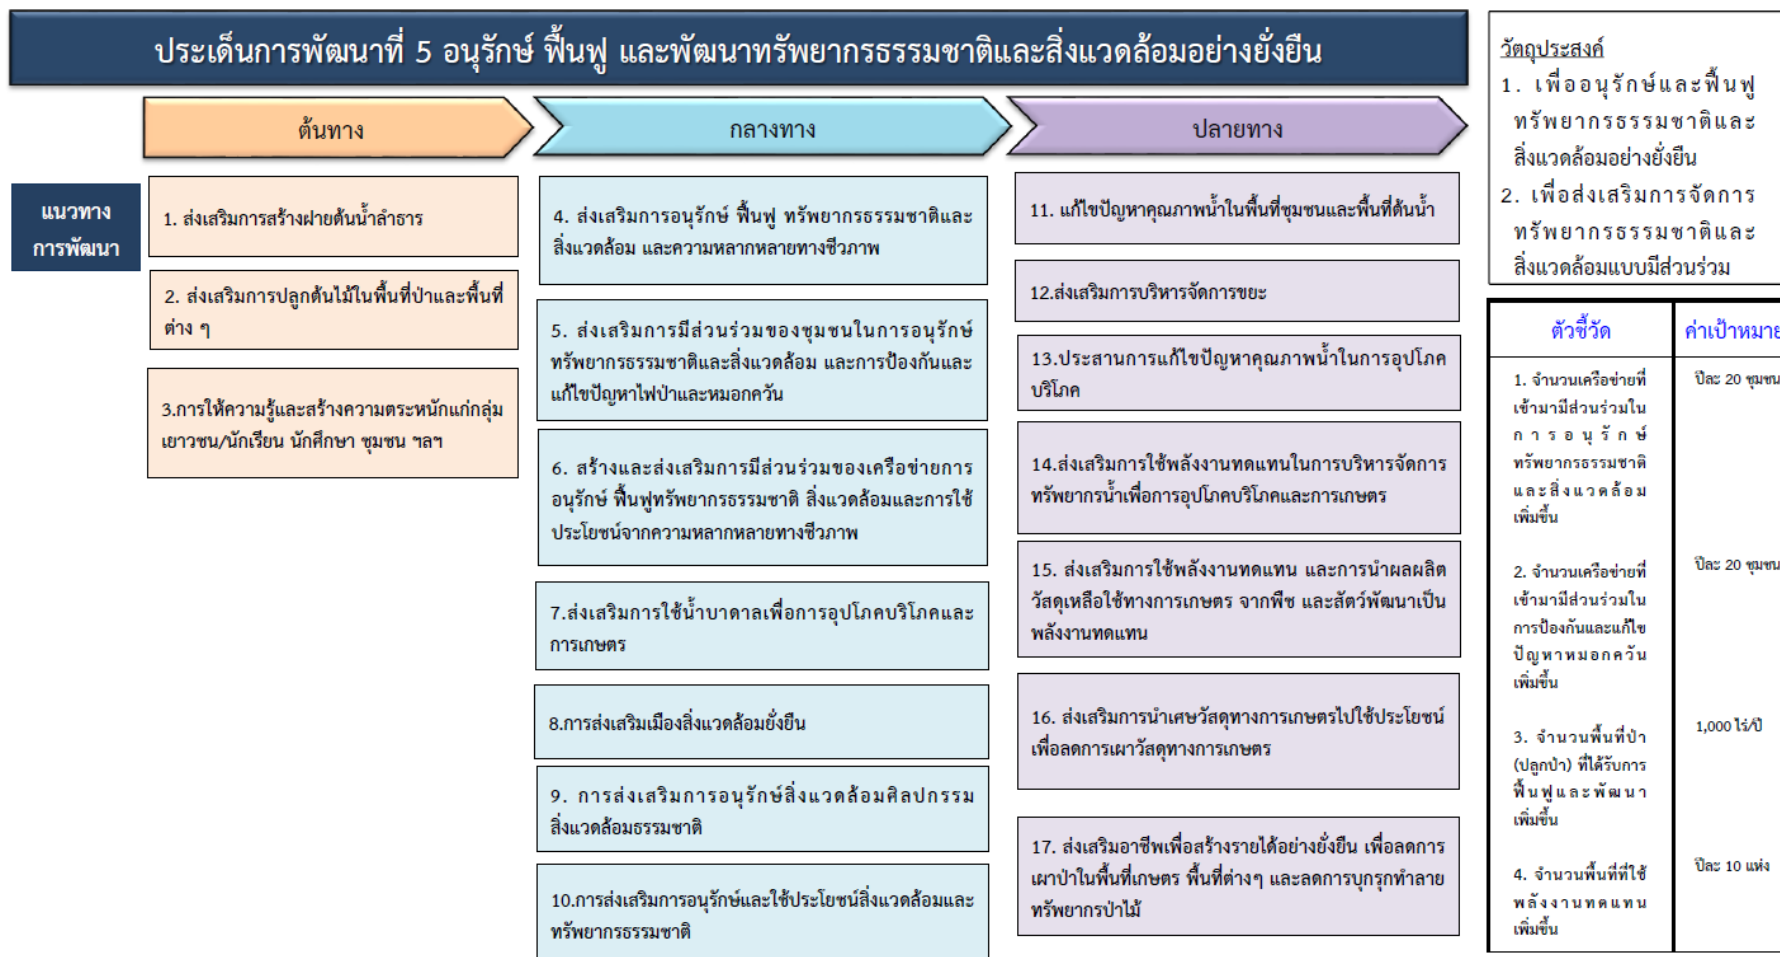 ประเด็นการพัฒนาที่ 5 อนุรักษ์ ฟื้นฟู และพัฒนาทรัพยากรธรรมชาติและสิ่งแวดล้อมอย่างยั่งยืน
ต้นทาง
กลางทาง
ปลายทาง
แนวทาง
การพัฒนา
1. ส่งเสริมการสร้างฝายต้นน้ำลำธาร
2. ส่งเสริมการปลูกต้นไม้ในพื้นที่ป่าและพื้นที่
ต่าง ๆ
3.การให้ความรู้และสร้างความตระหนักแก่กลุ่ม
เยาวชน/นักเรียน นักศึกษา ชุมชน ฯลฯ
4. ส่งเสริมการอนุรักษ์ ฟื้นฟู ทรัพยากรธรรมชาติและ
สิ่งแวดล้อม และความหลากหลายทางชีวภาพ
5. ส่งเสริมการมีส่วนร่วมของชุมชนในการอนุรักษ์
ทรัพยากรธรรมชาติและสิ่งแวดล้อม และการป้องกันและ
แก้ไขปัญหาไฟป่าและหมอกควัน
6. สร้างและส่งเสริมการมีส่วนร่วมของเครือข่ายการ
อนุรักษ์ ฟื้นฟูทรัพยากรธรรมชาติ สิ่งแวดล้อมและการใช้
ประโยชน์จากความหลากหลายทางชีวภาพ
7.ส่งเสริมการใช้น้ำบาดาลเพื่อการอุปโภคบริโภคและ
การเกษตร
8.การส่งเสริมเมืองสิ่งแวดล้อมยั่งยืน
9. การส่งเสริมการอนุรักษ์สิ่งแวดล้อมศิลปกรรม
สิ่งแวดล้อมธรรมชาติ
10.การส่งเสริมการอนุรักษ์และใช้ประโยชน์สิ่งแวดล้อมและ
ทรัพยากรธรรมชาติ
11. แก้ไขปัญหาคุณภาพน้ำในพื้นที่ชุมชนและพื้นที่ต้นน้ำ
12.ส่งเสริมการบริหารจัดการขยะ
13.ประสานการแก้ไขปัญหาคุณภาพน้ำในการอุปโภค
บริโภค
14.ส่งเสริมการใช้พลังงานทดแทนในการบริหารจัดการ
ทรัพยากรน้ำเพื่อการอุปโภคบริโภคและการเกษตร
15. ส่งเสริมการใช้พลังงานทดแทน และการนำผลผลิต
วัสดุเหลือใช้ทางการเกษตร จากพืช และสัตว์พัฒนาเป็น
พลังงานทดแทน
16. ส่งเสริมการนำเศษวัสดุทางการเกษตรไปใช้ประโยชน์
เพื่อลดการเผาวัสดุทางการเกษตร
17. ส่งเสริมอาชีพเพื่อสร้างรายได้อย่างยั่งยืน เพื่อลดการ
เผาป่าในพื้นที่เกษตร พื้นที่ต่างๆ และลดการบุกรุกทำลาย
ทรัพยากรป่าไม้
วัตถุประสงค์
1. เพื่ออนุรักษ์และฟื้นฟู
ทรัพยากรธรรมชาติและ
สิ่งแวดล้อมอย่างยั่งยืน
2. เพื่อส่งเสริมการจัดการ
ทรัพยากรธรรมชาติและ
สิ่งแวดล้อมแบบมีส่วนร่วม
ตัวชี้วัด ค่าเป้าหมาย
1. จำนวนเครือข่ายที่ ปีละ 20 ชุมชน
เข้ามามีส่วนร่วมใน
การอนุรักษ์
ทรัพยากรธรรมชาติ
และสิ่งแวดล้อม
เพิ่มขึ้น
2. จำนวนเครือข่ายที่ ปีละ 20 ชุมชน
เข้ามามีส่วนร่วมใน
การป้องกันและแก้ไข
ปัญหาหมอกควัน
เพิ่มขึ้น
3. จำนวนพื้นที่ป่า 1,000 ไร่/ปี
(ปลูกป่า) ที่ได้รับการ
ฟื้นฟูและพัฒนา
เพิ่มขึ้น
4. จำนวนพื้นที่ที่ใช้ ปีละ 10 แห่ง
พลังงานทดแทน
เพิ่มขึ้น